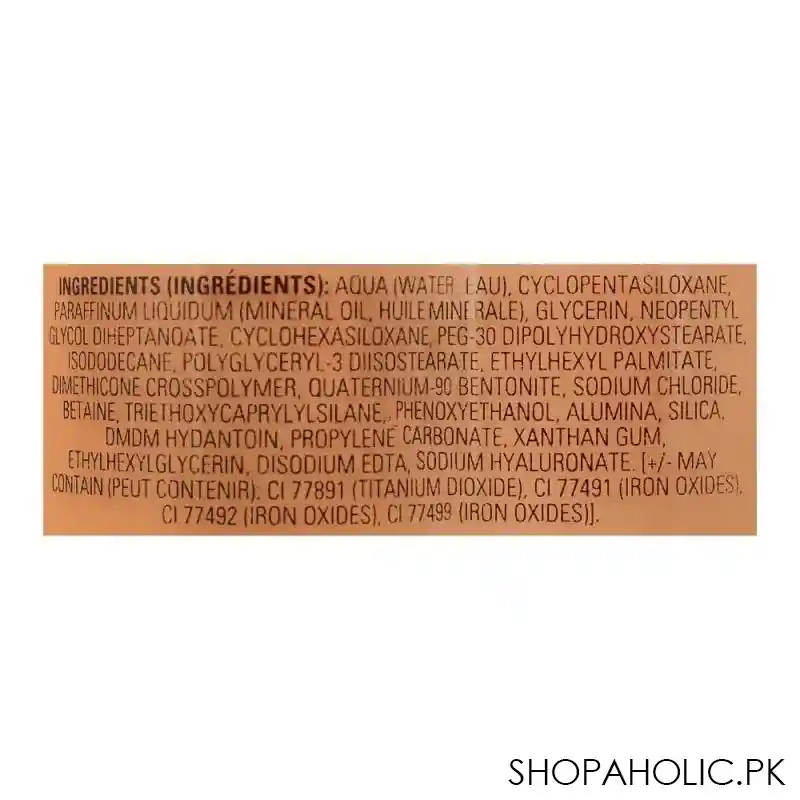 INGREDIENTS (INGRÉDIENTS): AQUA (WATER, EAU), CYCLOPENTASILOXANE,
PARAFFINUM LIQUIDUM (MINERAL OIL, HUILE MINERALE), GLYCERIN, NEOPENTYL
GLYCOL DIHEPTANOATE, CYCLOHEXASILOXANE, PEG-30 DIPOLYHYDROXYSTEARATE,
ISODODECANE, POLYGLYCERYL-3 DIISOSTEARATE, ETHYLHEXYL PALMITATE,
DIMETHICONE CROSSPOLYMER, QUATERNIUM-90 BENTONITE, SODIUM CHLORIDE,
BETAINE, TRIETHOXYCAPRYLYLSILANE, PHENOXYETHANOL, ALUMINA, SILICA,
DMDM HYDANTOIN, PROPYLENE CARBONATE, XANTHAN GUM,
ETHYLHEXYLGLYCERIN, DISODIUM EDTA, SODIUM HYALURONATE. [+/- MAY
CONTAIN (PEUT CONTENIR): CI 77891 (TITANIUM DIOXIDE), CI 77491 (IRON OXIDES),
CI 77492 (IRON OXIDES), CI 77499 (IRON OXIDES)].
SHOPAHOLIC.PK